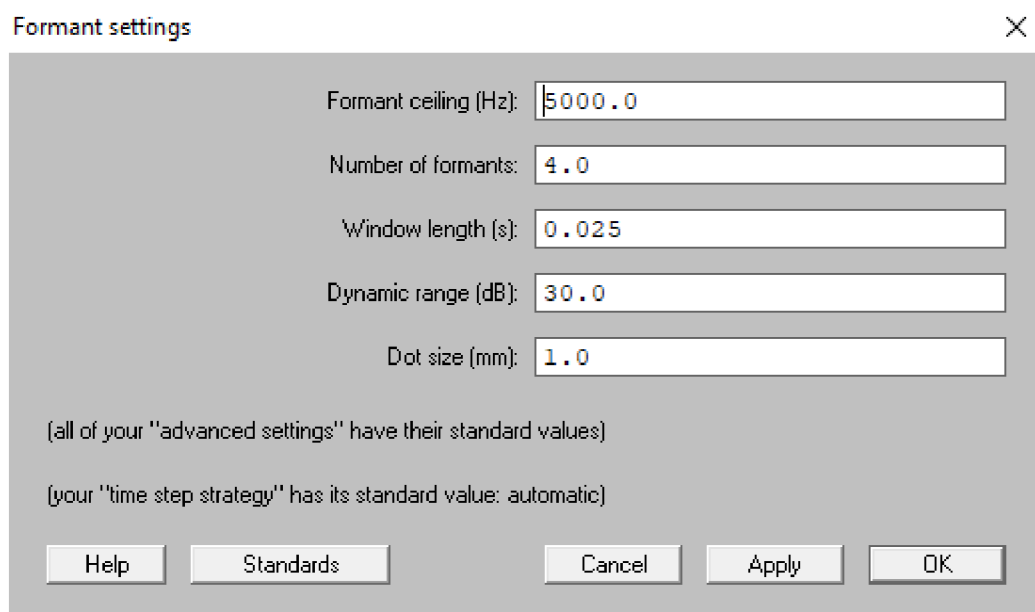 Formant settings
Formant ceiling (Hz): 5000.0
Number of formants: 4.0
Window length (s): 0.025
Dynamic range (dB): 30.0
Dot size (mm): 1.0
(all of your "advanced settings" have their standard values)
(your "time step strategy" has its standard value: automatic)
Help Standards Cancel Apply OK